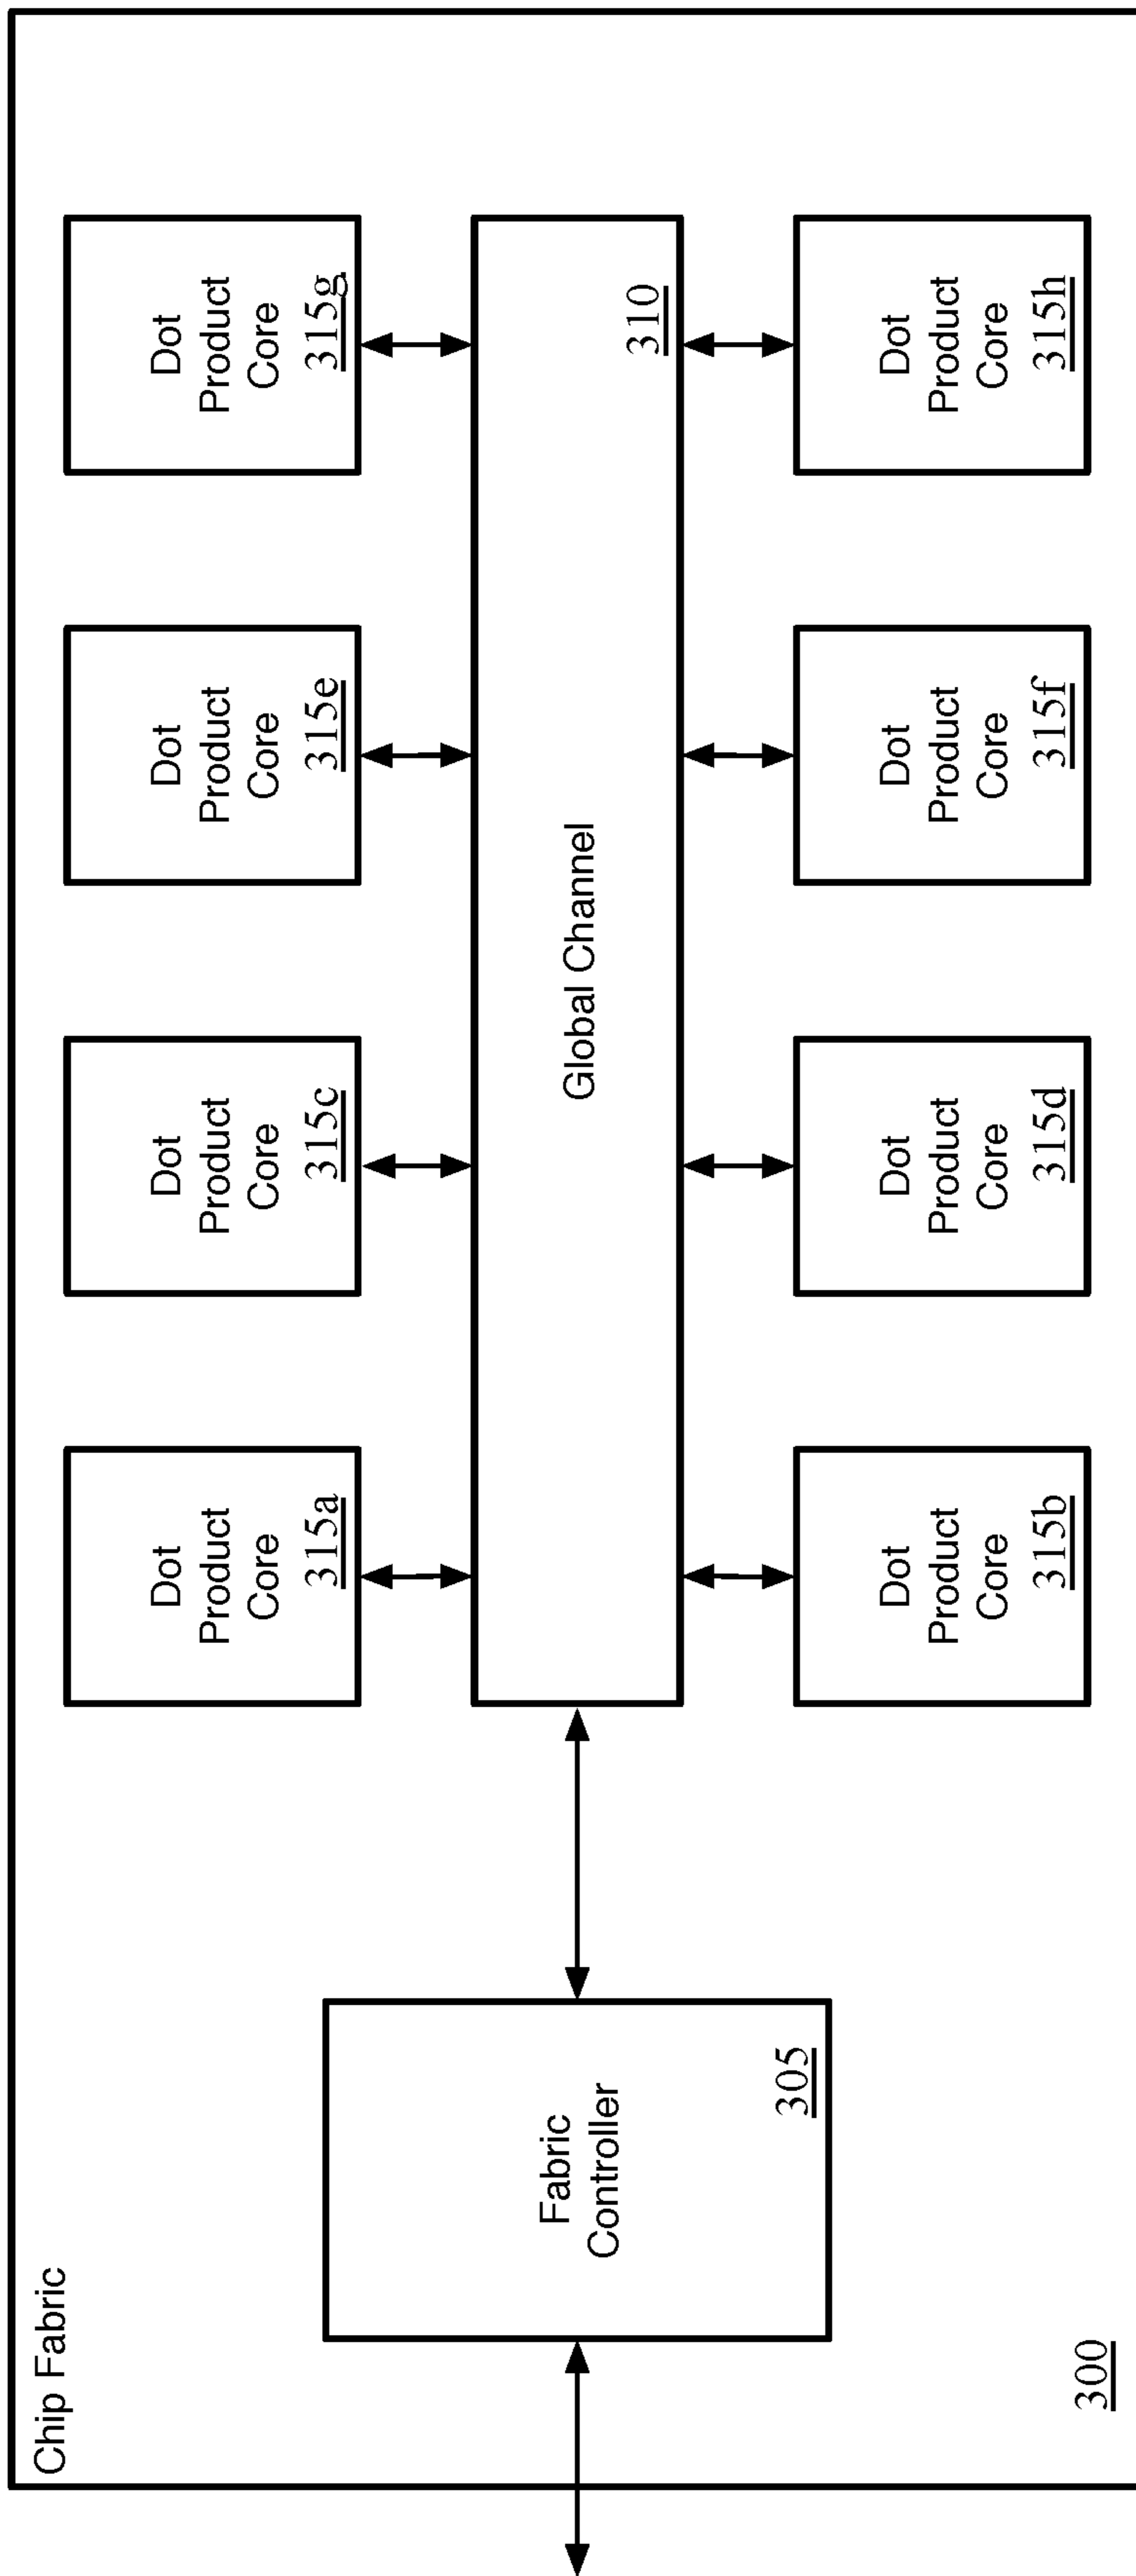 Chip Fabric
Dot
Product
Core
315a
Dot
Product
Core
315c
Dot
Product
Core
315e
Dot
Product
Core
315g
Fabric
Controller
305
Global Channel
310
Dot
Product
Core
315b
Dot
Product
Core
315d
Dot
Product
Core
315f
Dot
Product
Core
315h
300